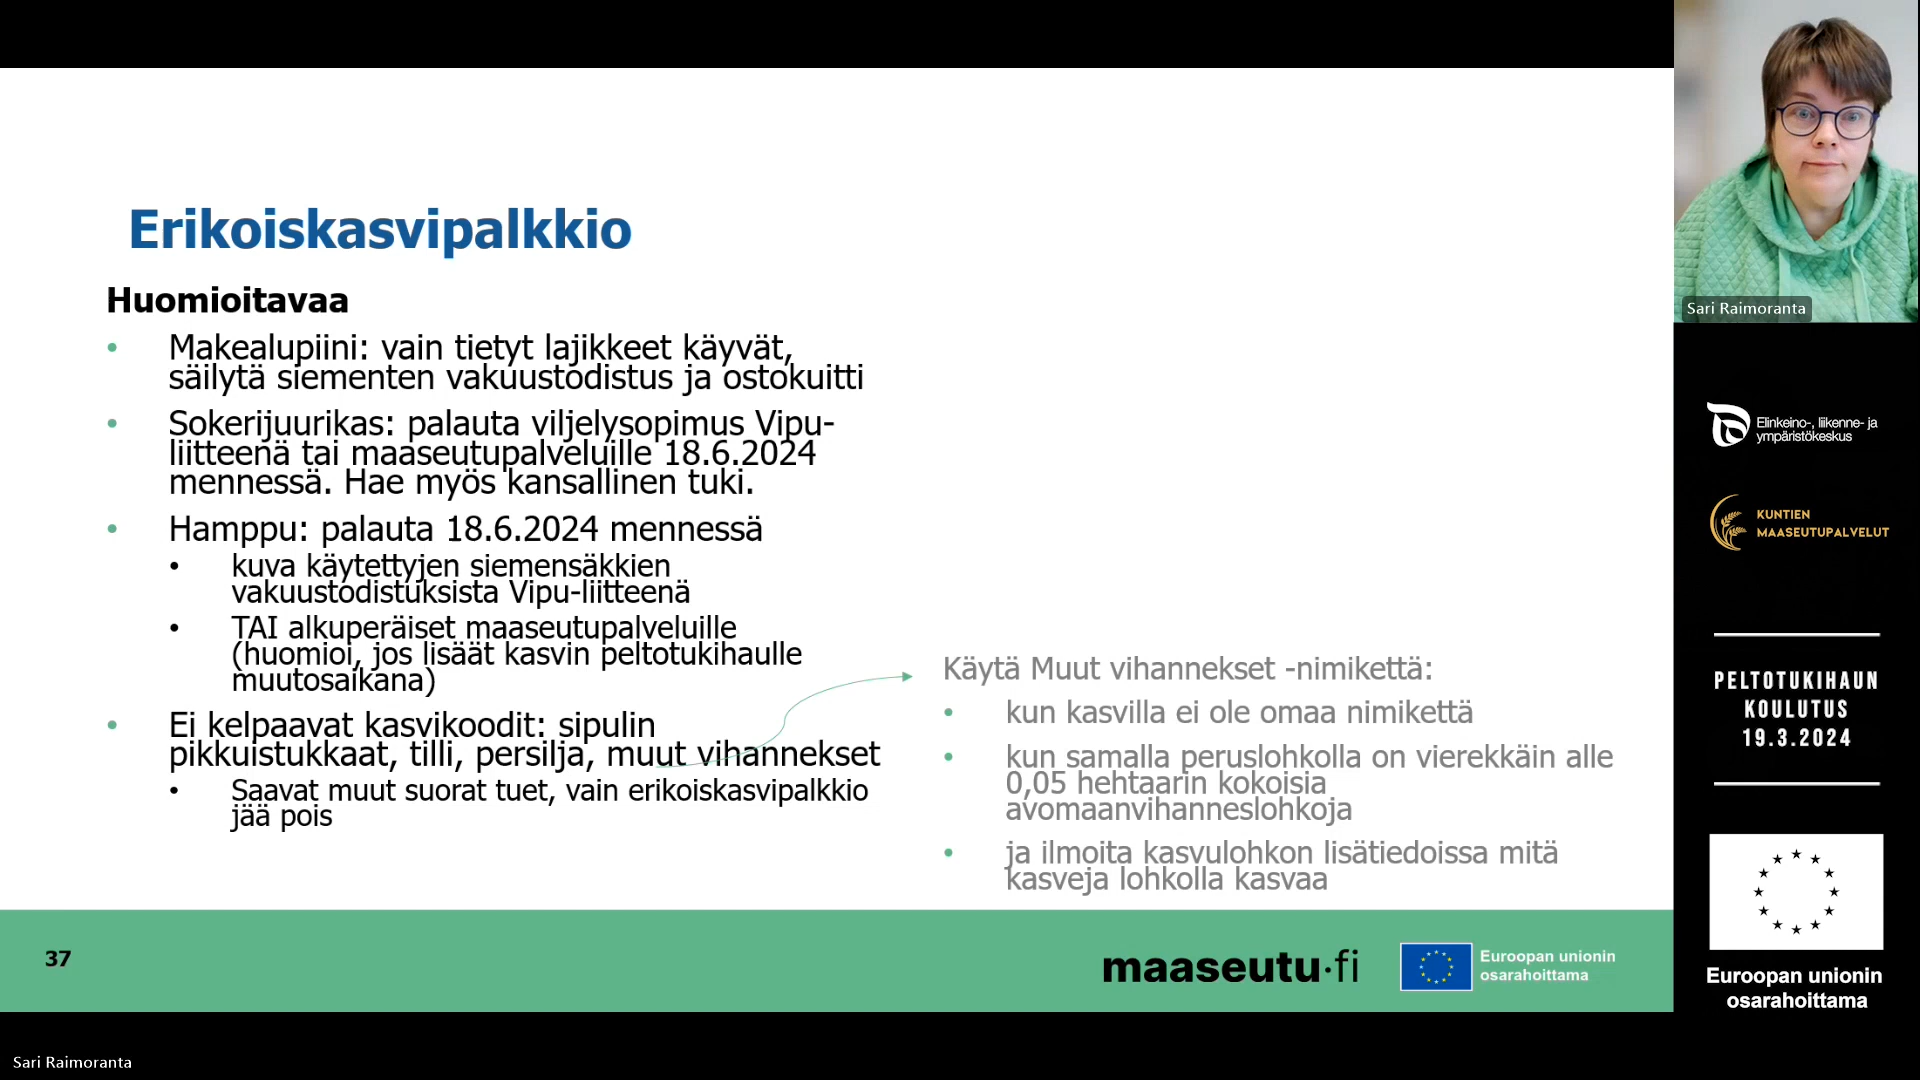 Erikoiskasvipalkkio
Huomioitavaa
• Makealupiini: vain tietyt lajikkeet käyvät,
säilytä siementen vakuustodistus ja ostokuitti
• Sokerijuurikas: palauta viljelysopimus Vipu-
liitteenä tai maaseutupalveluille 18.6.2024
mennessä. Hae myös kansallinen tuki.
• Hamppu: palauta 18.6.2024 mennessä
• kuva käytettyjen siemensäkkien
vakuustodistuksista Vipu-liitteenä
• TAI alkuperäiset maaseutupalveluille
(huomioi, jos lisäät kasvin peltotukihaulle
muutosaikana)
• Ei kelpaavat kasvikoodit: sipulin
pikkuistukkaat, tilli, persilja, muut vihannekset
• Saavat muut suorat tuet, vain erikoiskasvipalkkio
jää pois
Käytä Muut vihannekset -nimikettä:
• kun kasvilla ei ole omaa nimikettä
• kun samalla peruslohkolla on vierekkäin alle
0,05 hehtaarin kokoisia
avomaanvihanneslohkoja
• ja ilmoita kasvulohkon lisätiedoissa mitä
kasveja lohkolla kasvaa
37
maaseutu·fi
Euroopan unionin
osarahoittama
Sari Raimoranta
Elinkeino-, liikenne- ja
ympäristökeskus
KUNTIEN
MAASEUTUPALVELUT
PELTOTUKIHAUN
KOULUTUS
19.3.2024
Euroopan unionin
osarahoittama
Sari Raimoranta